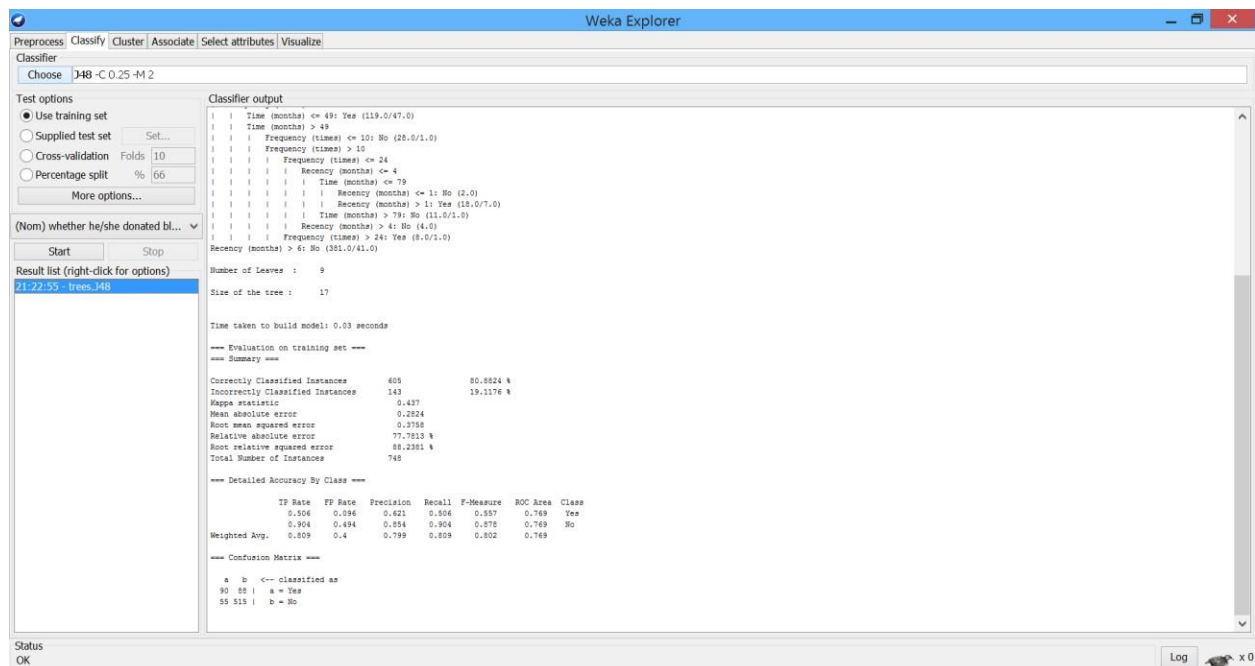 Weka Explorer
Preprocess Classify Cluster Associate Select attributes Visualize
Classifier
Choose J48 -C 0.25 -M 2
Test options
Use training set
Supplied test set Set...
Cross-validation Folds 10
Percentage split % 66
More options...
(Nom) whether he/she donated bl...
Start Stop
Result list (right-click for options)
21:22:55 - trees.J48
Classifier output
| | Time (months) <= 49: Yes (119.0/47.0)
| | Time (months) > 49
| | | Frequency (times) <= 10: No (28.0/1.0)
| | | Frequency (times) > 10
| | | | Frequency (times) <= 24
| | | | | Recency (months) <= 4
| | | | | | Time (months) <= 79
| | | | | | | Recency (months) <= 1: No (2.0)
| | | | | | | Recency (months) > 1: Yes (18.0/7.0)
| | | | | | Time (months) > 79: No (11.0/1.0)
| | | | | Recency (months) > 4: No (4.0)
| | | | Frequency (times) > 24: Yes (8.0/1.0)
Recency (months) > 6: No (381.0/41.0)
Number of Leaves : 9
Size of the tree : 17
Time taken to build model: 0.03 seconds
=== Evaluation on training set ===
=== Summary ===
Correctly Classified Instances 605 80.8824 %
Incorrectly Classified Instances 143 19.1176 %
Kappa statistic 0.437
Mean absolute error 0.2824
Root mean squared error 0.3758
Relative absolute error 77.7813 %
Root relative squared error 88.2381 %
Total Number of Instances 748
=== Detailed Accuracy By Class ===
TP Rate FP Rate Precision Recall F-Measure ROC Area Class
0.506 0.096 0.621 0.506 0.557 0.769 Yes
0.904 0.494 0.854 0.904 0.878 0.769 No
Weighted Avg. 0.809 0.4 0.799 0.809 0.802 0.769
=== Confusion Matrix ===
a b <-- classified as
90 88 | a = Yes
55 515 | b = No
Status
OK
Log x 0